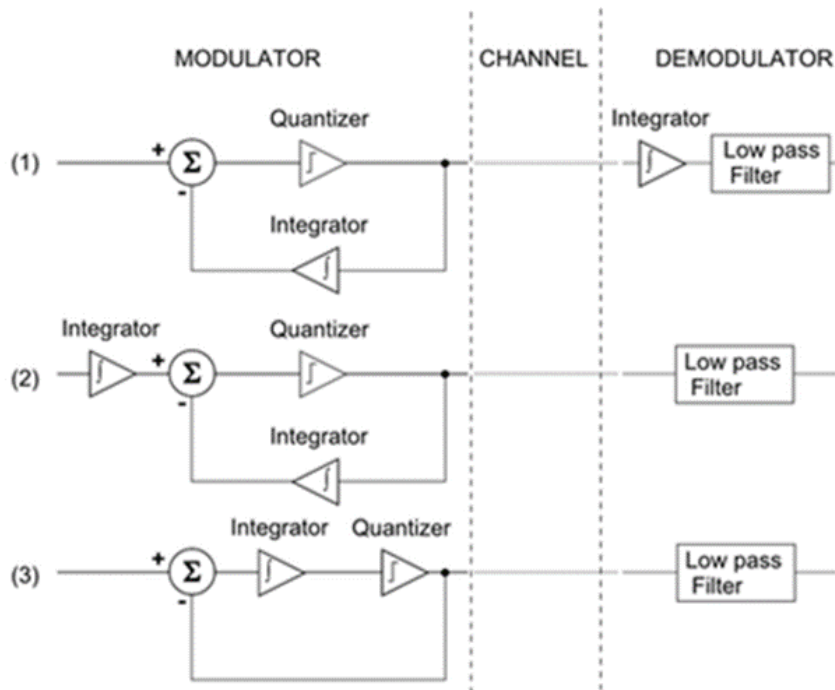 MODULATOR CHANNEL DEMODULATOR
Quantizer Integrator
(1) + Σ ∫ Low pass
Filter
-
Integrator
∫
Integrator Quantizer
(2) ∫ + Σ Low pass
Filter
-
Integrator
∫
Integrator Quantizer
(3) + Σ ∫ Low pass
Filter
-